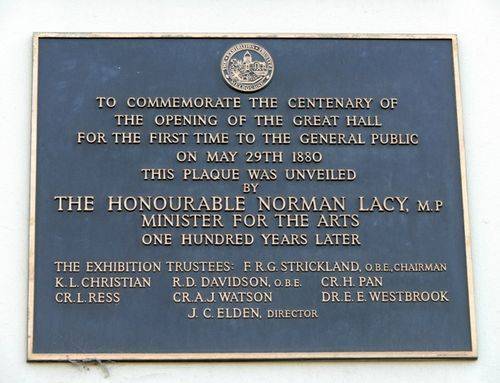 TO COMMEMORATE THE CENTENARY OF
THE OPENING OF THE GREAT HALL
FOR THE FIRST TIME TO THE GENERAL PUBLIC
ON MAY 29TH 1880
THIS PLAQUE WAS UNVEILED
BY
THE HONOURABLE NORMAN LACY, M.P
MINISTER FOR THE ARTS
ONE HUNDRED YEARS LATER
THE EXHIBITION TRUSTEES: F.R.G. STRICKLAND, O.B.E., CHAIRMAN
K.L. CHRISTIAN R.D. DAVIDSON, O.B.E. CR. H. PAN
CR. L. RESS CR. A.J. WATSON DR. E.E. WESTBROOK
J.C. ELDEN, DIRECTOR